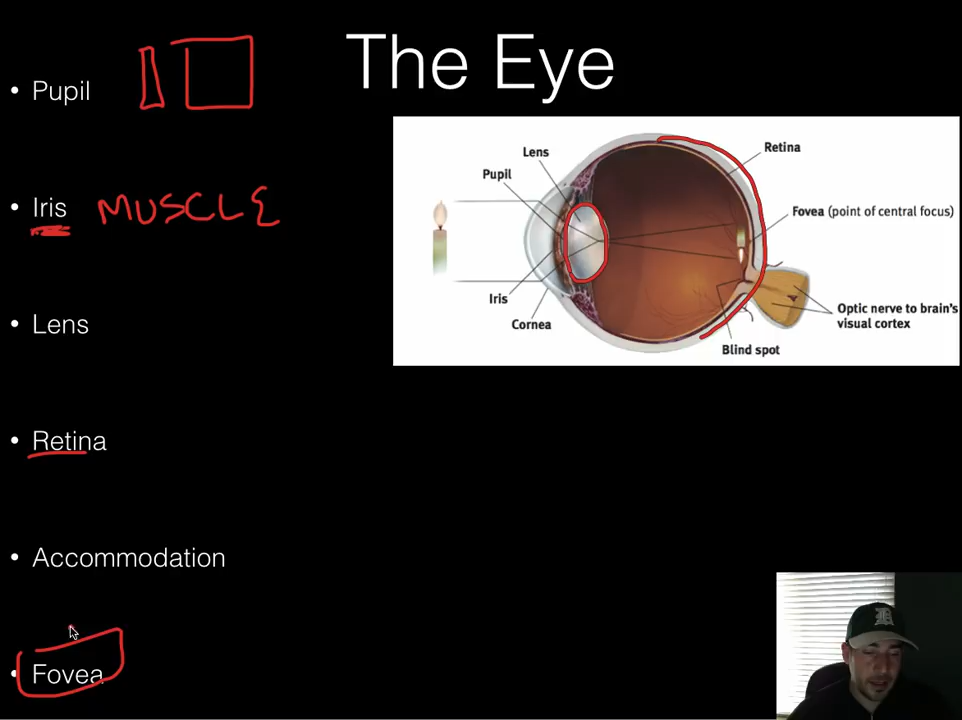 The Eye
• Pupil
• Iris MUSCLE
• Lens
• Retina
• Accommodation
• Fovea
Lens
Pupil
Iris
Cornea
Retina
Fovea (point of central focus)
Optic nerve to brain's
visual cortex
Blind spot
D